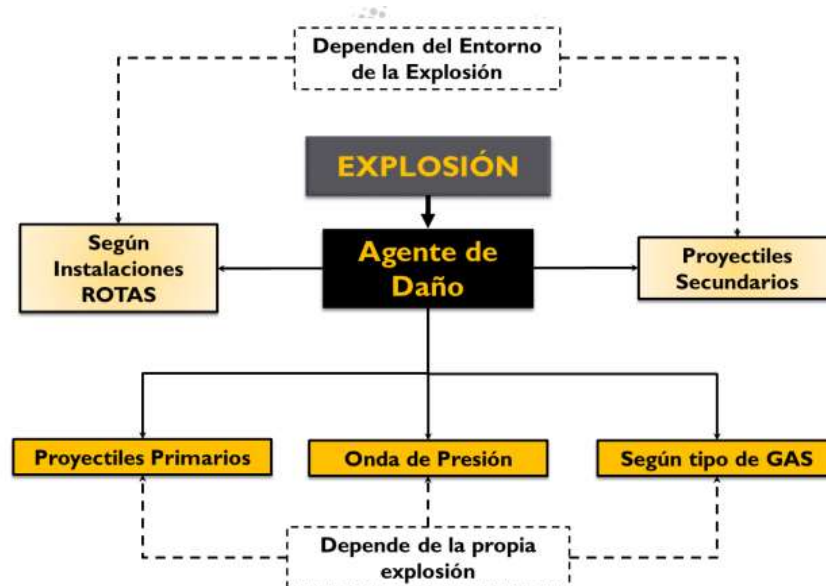 Dependen del Entorno
de la Explosión
EXPLOSIÓN
Según
Instalaciones
ROTAS
Agente de
Daño
Proyectiles
Secundarios
Proyectiles Primarios
Onda de Presión
Según tipo de GAS
Depende de la propia
explosión